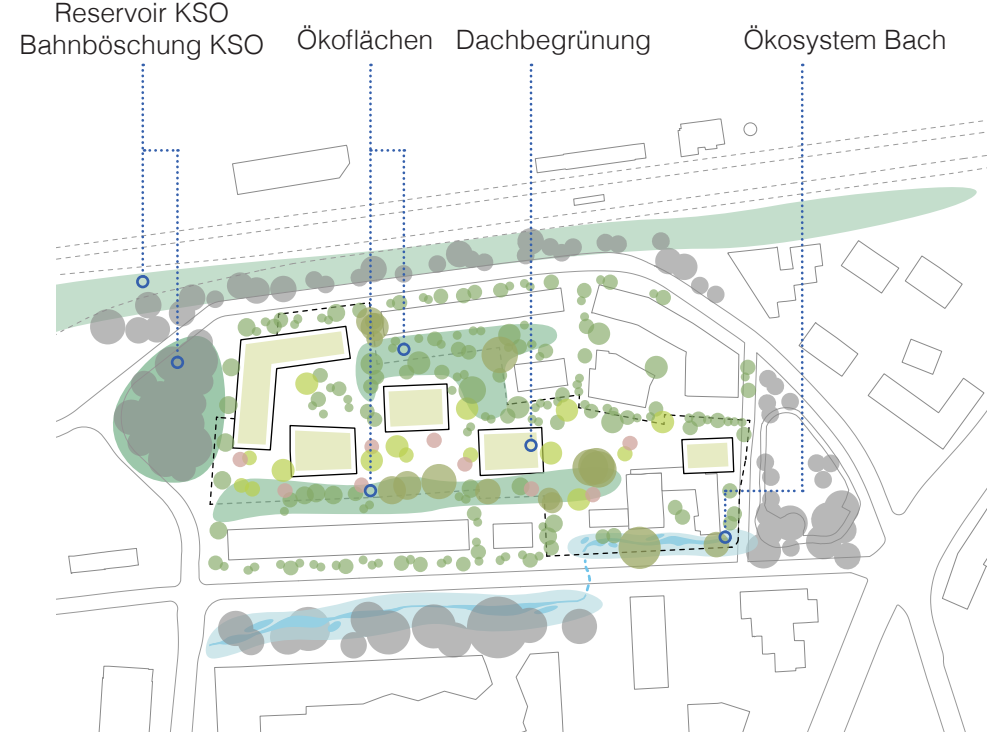 Reservoir KSO
Bahnböschung KSO
Ökoflächen
Dachbegrünung
Ökosystem Bach